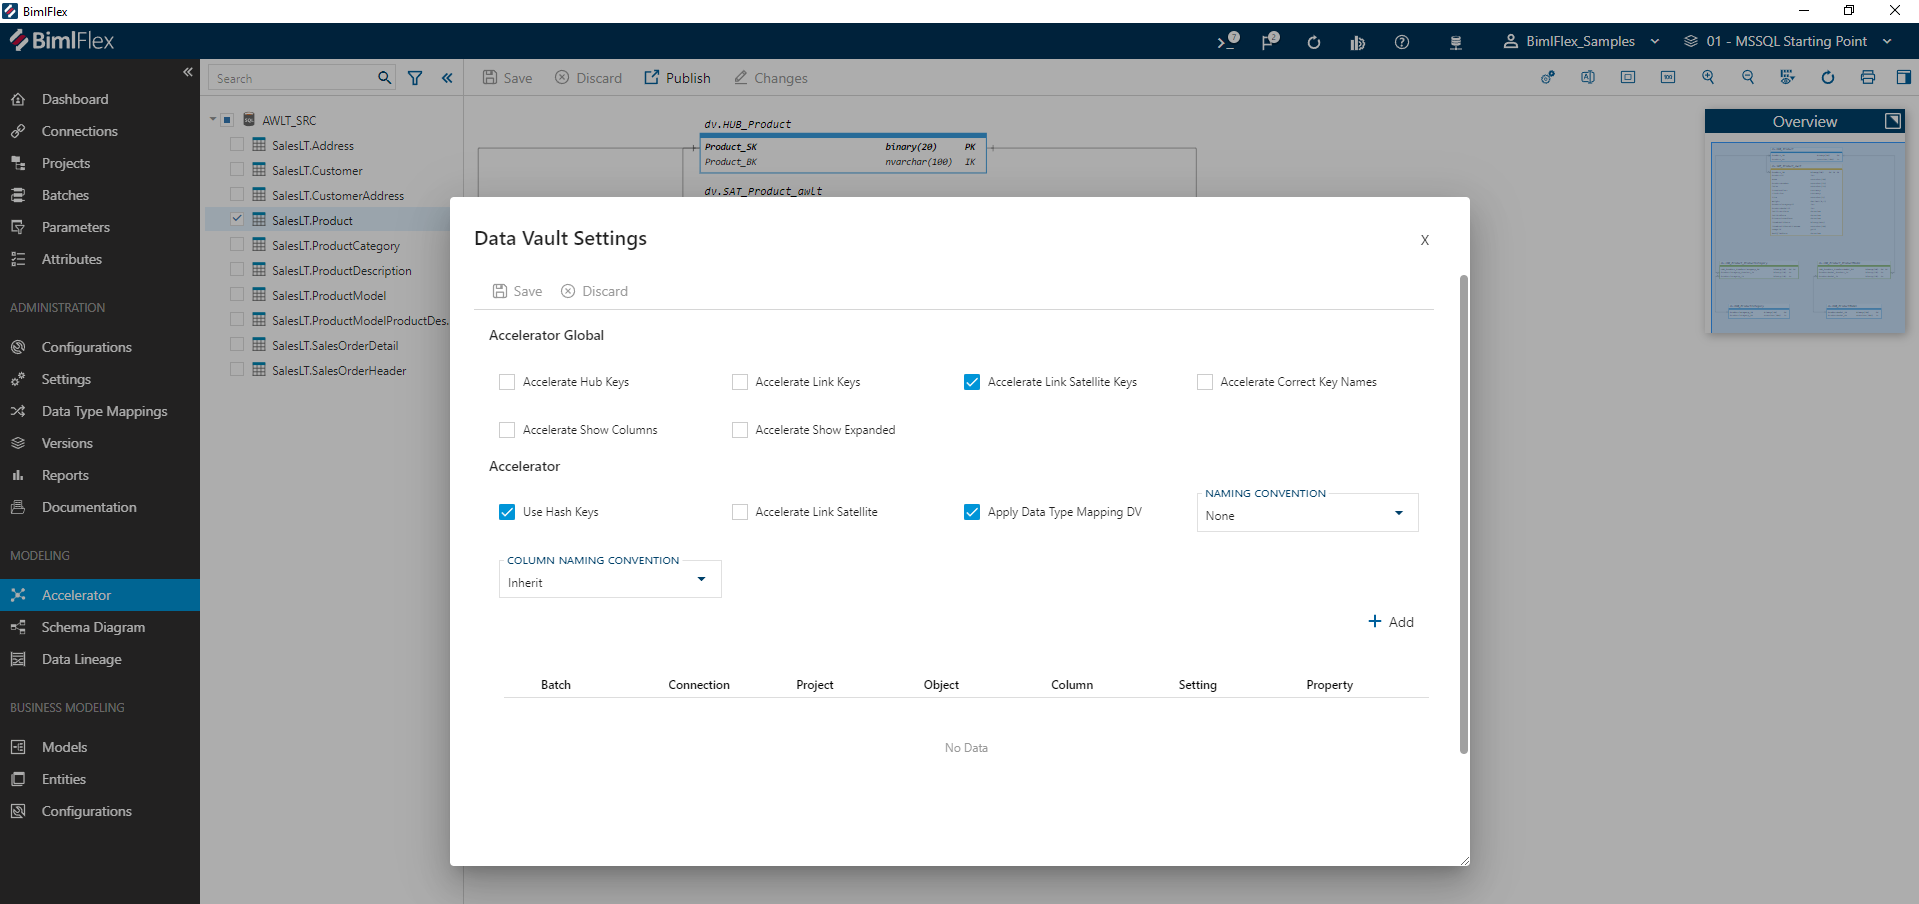 BimlFlex
BimlFlex
7
2
BimlFlex_Samples
01 - MSSQL Starting Point
Search
Save
Discard
Publish
Changes
Dashboard
Connections
Projects
Batches
Parameters
Attributes
ADMINISTRATION
Configurations
Settings
Data Type Mappings
Versions
Reports
Documentation
MODELING
Accelerator
Schema Diagram
Data Lineage
BUSINESS MODELING
Models
Entities
Configurations
AWLT_SRC
SalesLT.Address
SalesLT.Customer
SalesLT.CustomerAddress
SalesLT.Product
SalesLT.ProductCategory
SalesLT.ProductDescription
SalesLT.ProductModel
SalesLT.ProductModelProductDes.
SalesLT.SalesOrderDetail
SalesLT.SalesOrderHeader
dv.HUB_Product
Product_SK binary(20) PK
Product_BK nvarchar(100) IK
dv.SAT_Product_awlt
Overview
Data Vault Settings
X
Save
Discard
Accelerator Global
Accelerate Hub Keys
Accelerate Link Keys
Accelerate Link Satellite Keys
Accelerate Correct Key Names
Accelerate Show Columns
Accelerate Show Expanded
Accelerator
Use Hash Keys
Accelerate Link Satellite
Apply Data Type Mapping DV
NAMING CONVENTION
None
COLUMN NAMING CONVENTION
Inherit
Add
Batch Connection Project Object Column Setting Property
No Data